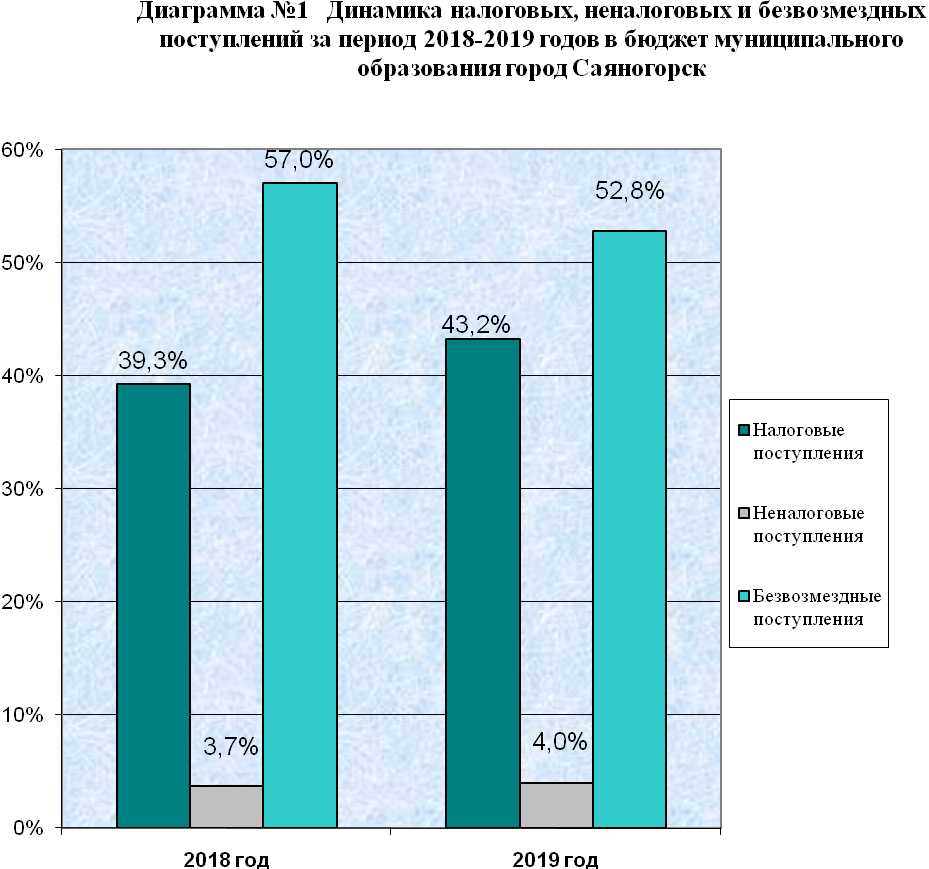 Диаграмма №1 Динамика налоговых, неналоговых и безвозмездных
поступлений за период 2018-2019 годов в бюджет муниципального
образования город Саяногорск
60%
50%
40%
30%
20%
10%
0%
39,3%
3,7%
57,0%
43,2%
4,0%
52,8%
2018 год
2019 год
Налоговые
поступления
Неналоговые
поступления
Безвозмездные
поступления